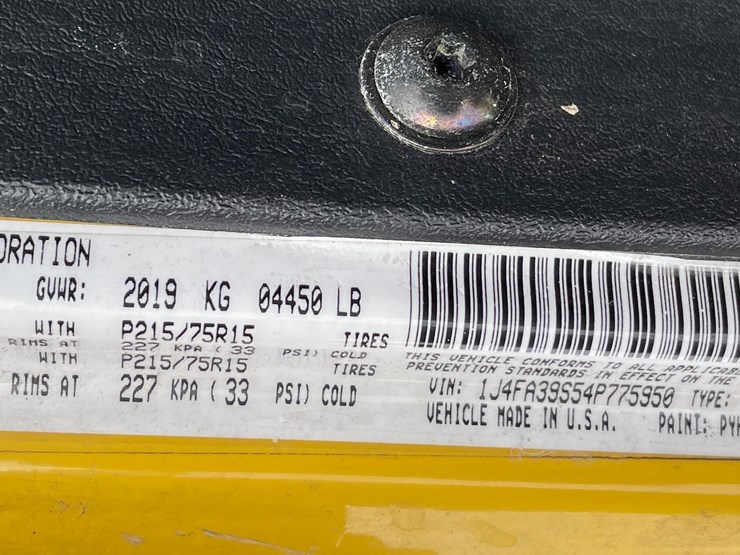 ORATION
GVWR: 2019 KG 04450 LB
WITH P215/75R15 TIRES
RIMS AT 227 KPA ( 33 PSI) COLD
WITH P215/75R15 TIRES
RIMS AT 227 KPA ( 33 PSI) COLD
THIS VEHICLE CONFORMS TO ALL APPLICAB
PREVENTION STANDARDS IN EFFECT ON THE
VIN: 1J4FA39S54P775950 TYPE:
VEHICLE MADE IN U.S.A. PAINT: